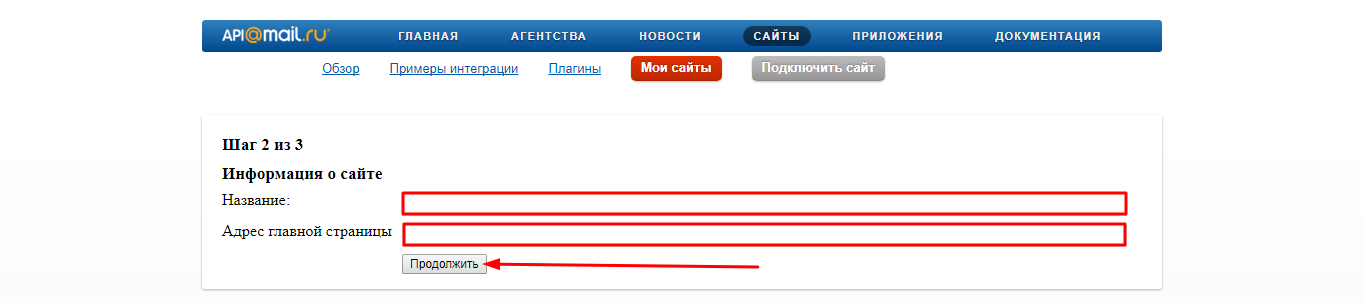 API@mail.ru ГЛАВНАЯ АГЕНТСТВА НОВОСТИ САЙТЫ ПРИЛОЖЕНИЯ ДОКУМЕНТАЦИЯ
Обзор Примеры интеграции Плагины Мои сайты Подключить сайт
Шаг 2 из 3
Информация о сайте
Название:
Адрес главной страницы
Продолжить